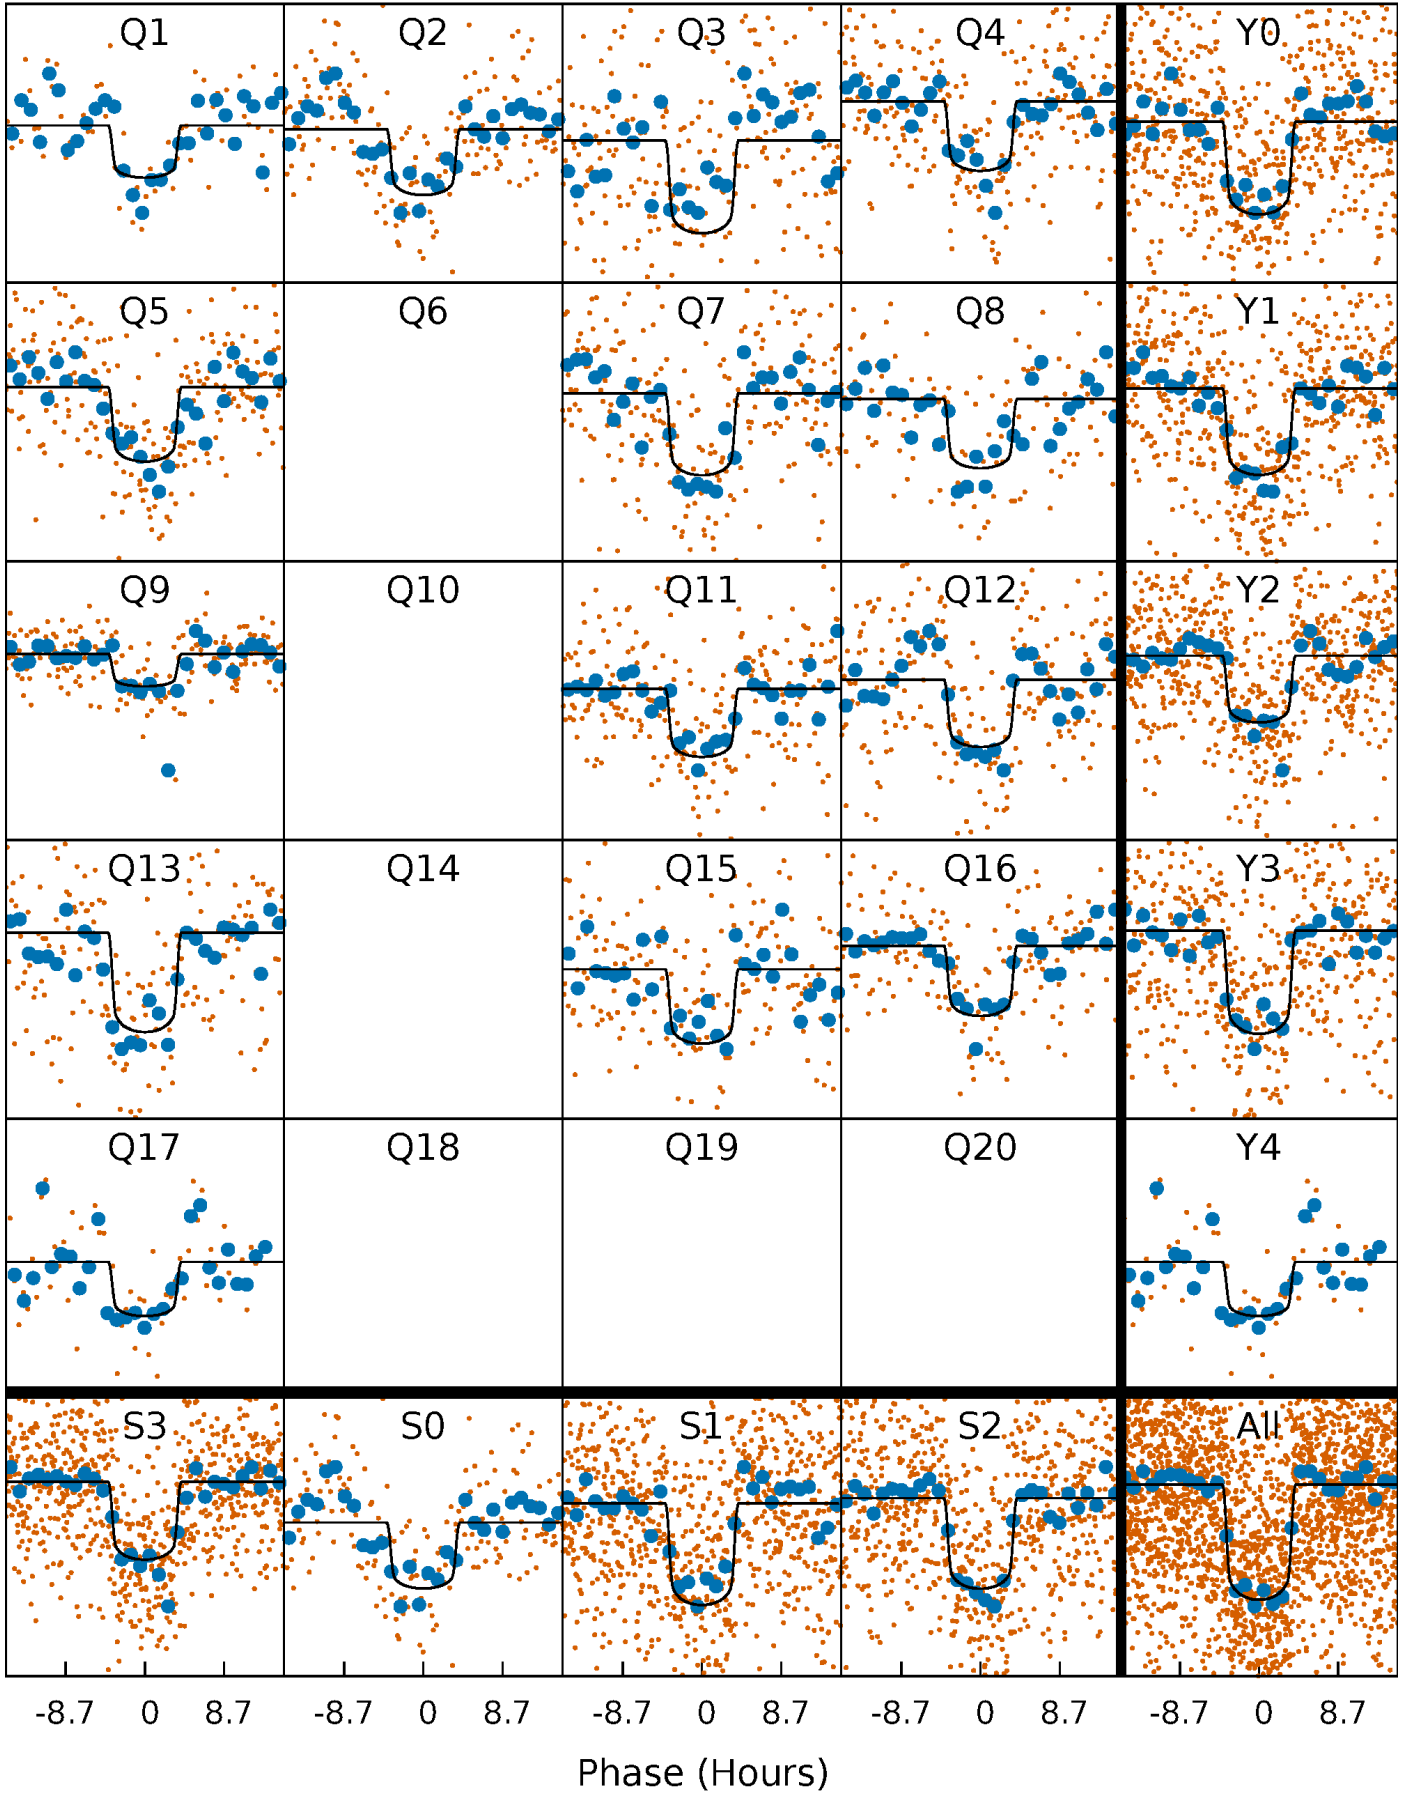 Q1 Q2 Q3 Q4 Y0
Q5 Q6 Q7 Q8 Y1
Q9 Q10 Q11 Q12 Y2
Q13 Q14 Q15 Q16 Y3
Q17 Q18 Q19 Q20 Y4
S3 S0 S1 S2 All
-8.7 0 8.7 -8.7 0 8.7 -8.7 0 8.7 -8.7 0 8.7 -8.7 0 8.7
Phase (Hours)